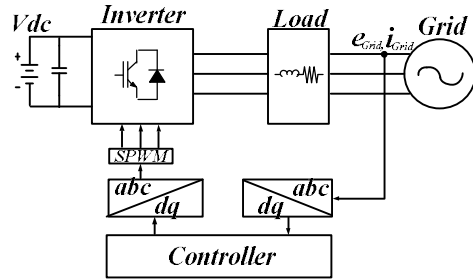 Vdc
Inverter
Load
Grid
e_Grid, i_Grid
+
-
SPWM
abc
dq
abc
dq
Controller